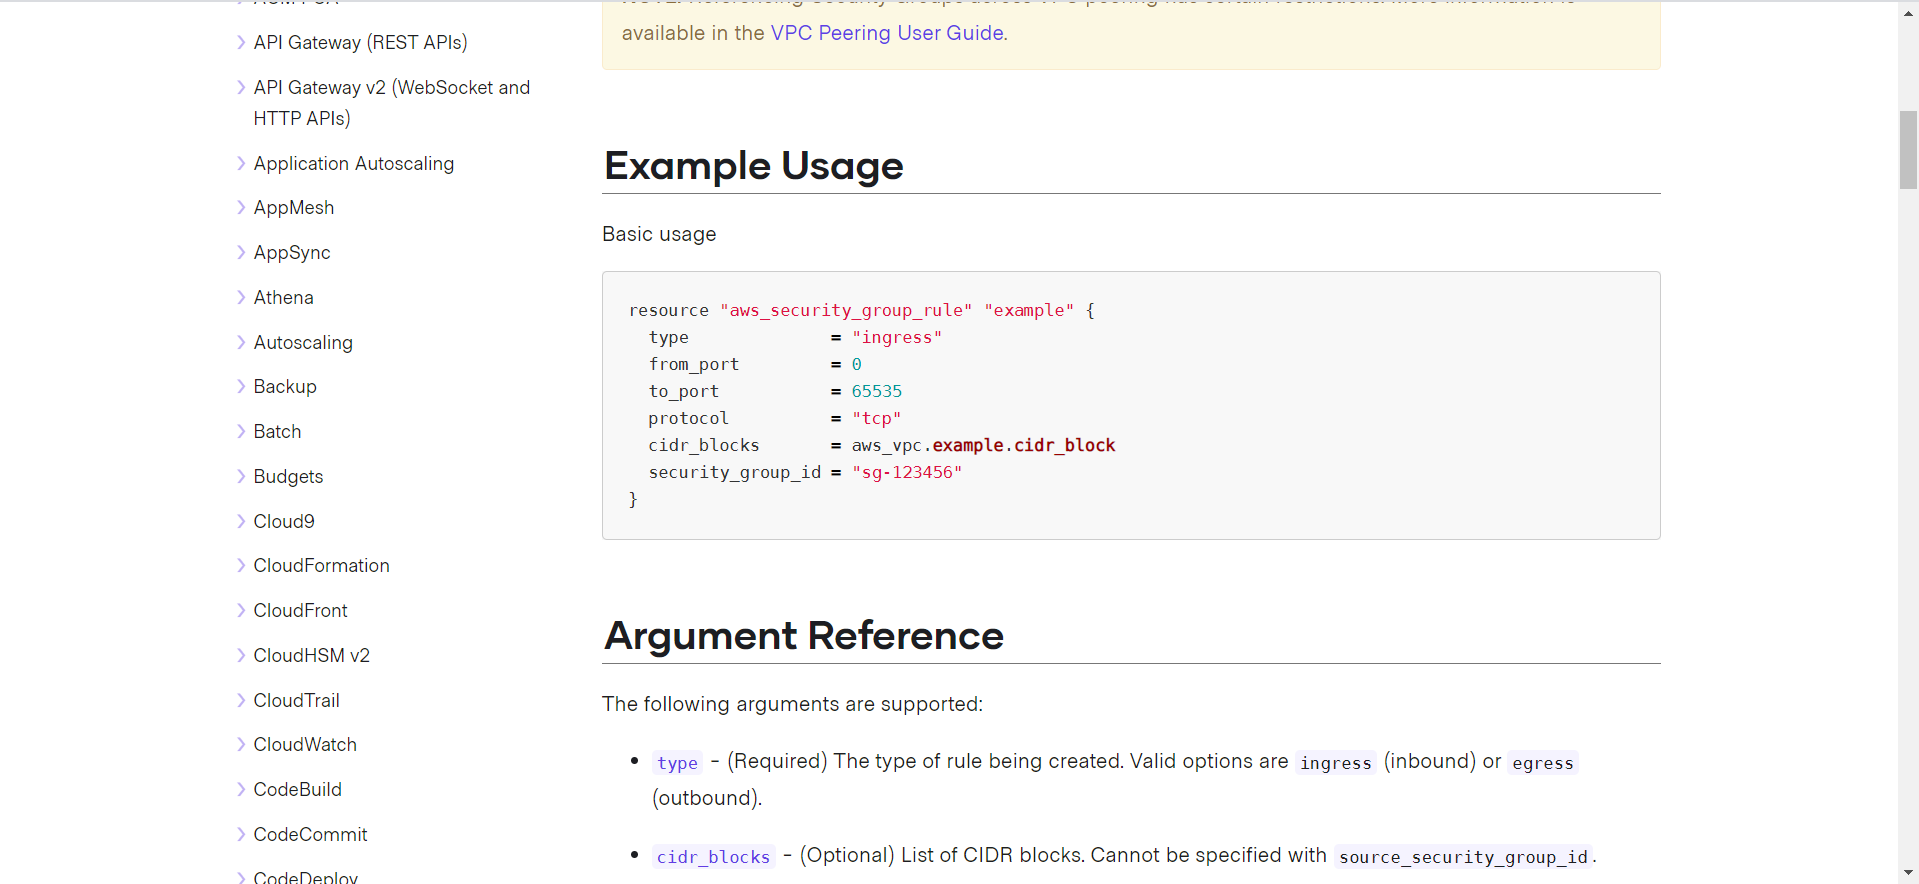 API Gateway (REST APIs)
API Gateway v2 (WebSocket and
HTTP APIs)
Application Autoscaling
AppMesh
AppSync
Athena
Autoscaling
Backup
Batch
Budgets
Cloud9
CloudFormation
CloudFront
CloudHSM v2
CloudTrail
CloudWatch
CodeBuild
CodeCommit
CodeDeploy
available in the VPC Peering User Guide.
Example Usage
Basic usage
resource "aws_security_group_rule" "example" {
  type              = "ingress"
  from_port         = 0
  to_port           = 65535
  protocol          = "tcp"
  cidr_blocks       = aws_vpc.example.cidr_block
  security_group_id = "sg-123456"
}
Argument Reference
The following arguments are supported:
• type - (Required) The type of rule being created. Valid options are ingress (inbound) or egress
(outbound).
• cidr_blocks - (Optional) List of CIDR blocks. Cannot be specified with source_security_group_id.